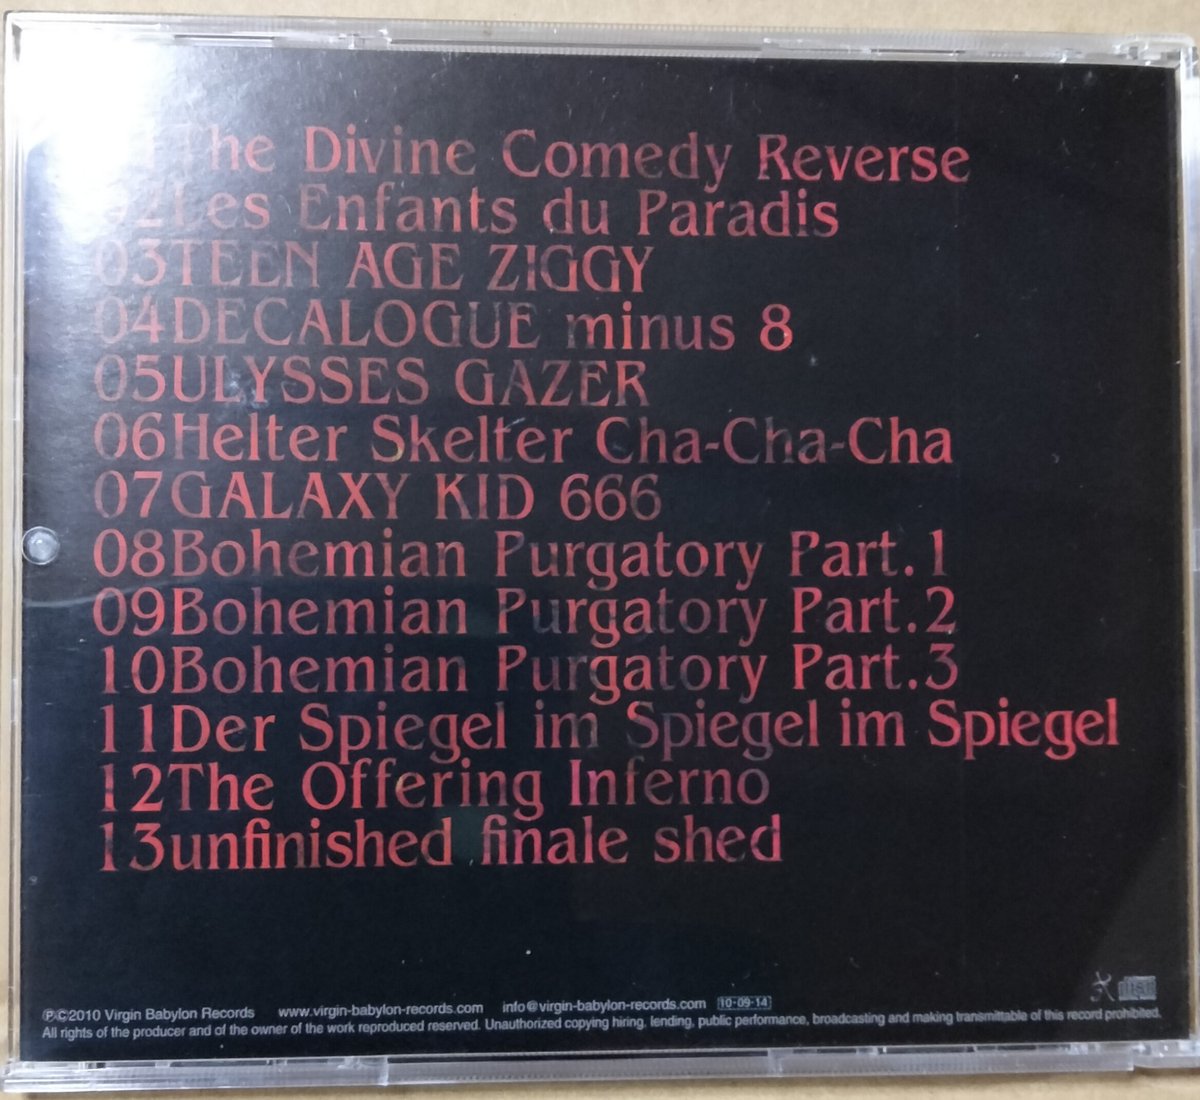 01The Divine Comedy Reverse
02Les Enfants du Paradis
03TEEN AGE ZIGGY
04DECALOGUE minus 8
05ULYSSES GAZER
06Helter Skelter Cha-Cha-Cha
07GALAXY KID 666
08Bohemian Purgatory Part.1
09Bohemian Purgatory Part.2
10Bohemian Purgatory Part.3
11Der Spiegel im Spiegel im Spiegel
12The Offering Inferno
13unfinished finale shed
℗©2010 Virgin Babylon Records www.virgin-babylon-records.com info@virgin-babylon-records.com 10-09-14
All rights of the producer and of the owner of the work reproduced reserved. Unauthorized copying hiring, lending, public performance, broadcasting and making transmittable of this record prohibited.